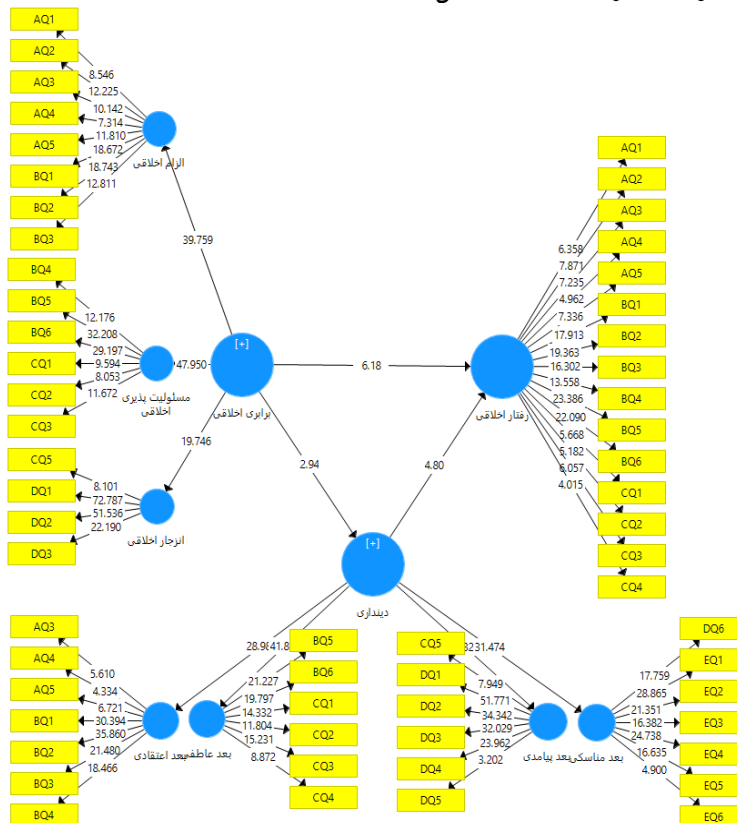 AQ1
AQ2
AQ3
AQ4
AQ5
BQ1
BQ2
BQ3
8.546
12.225
10.142
7.314
11.810
18.672
18.743
12.811
الزام اخلاقی
39.759
BQ4
BQ5
BQ6
CQ1
CQ2
CQ3
12.176
32.208
29.197
9.594
8.053
11.672
مسئولیت پذیری
اخلاقی
47.950
[+]
برابری اخلاقی
19.746
CQ5
DQ1
DQ2
DQ3
8.101
72.787
51.536
22.190
انزجار اخلاقی
6.18
2.94
4.80
رفتار اخلاقی
AQ1
AQ2
AQ3
AQ4
AQ5
BQ1
BQ2
BQ3
BQ4
BQ5
BQ6
CQ1
CQ2
CQ3
CQ4
6.358
7.871
7.235
4.962
7.336
17.913
19.363
16.302
13.558
23.386
22.090
5.668
5.182
6.057
4.015
[+]
دینداری
31.474
AQ3
AQ4
AQ5
BQ1
BQ2
BQ3
BQ4
5.610
4.334
6.721
30.394
35.860
21.480
18.466
بعد اعتقادی
بعد عاطفی
BQ5
BQ6
CQ1
CQ2
CQ3
CQ4
21.227
19.797
14.332
11.804
15.231
8.872
CQ5
DQ1
DQ2
DQ3
DQ4
DQ5
7.949
51.771
34.342
32.029
23.962
3.202
بعد پیامدی
بعد مناسکی
DQ6
EQ1
EQ2
EQ3
EQ4
EQ5
EQ6
17.759
28.865
21.351
16.382
24.738
16.635
4.900